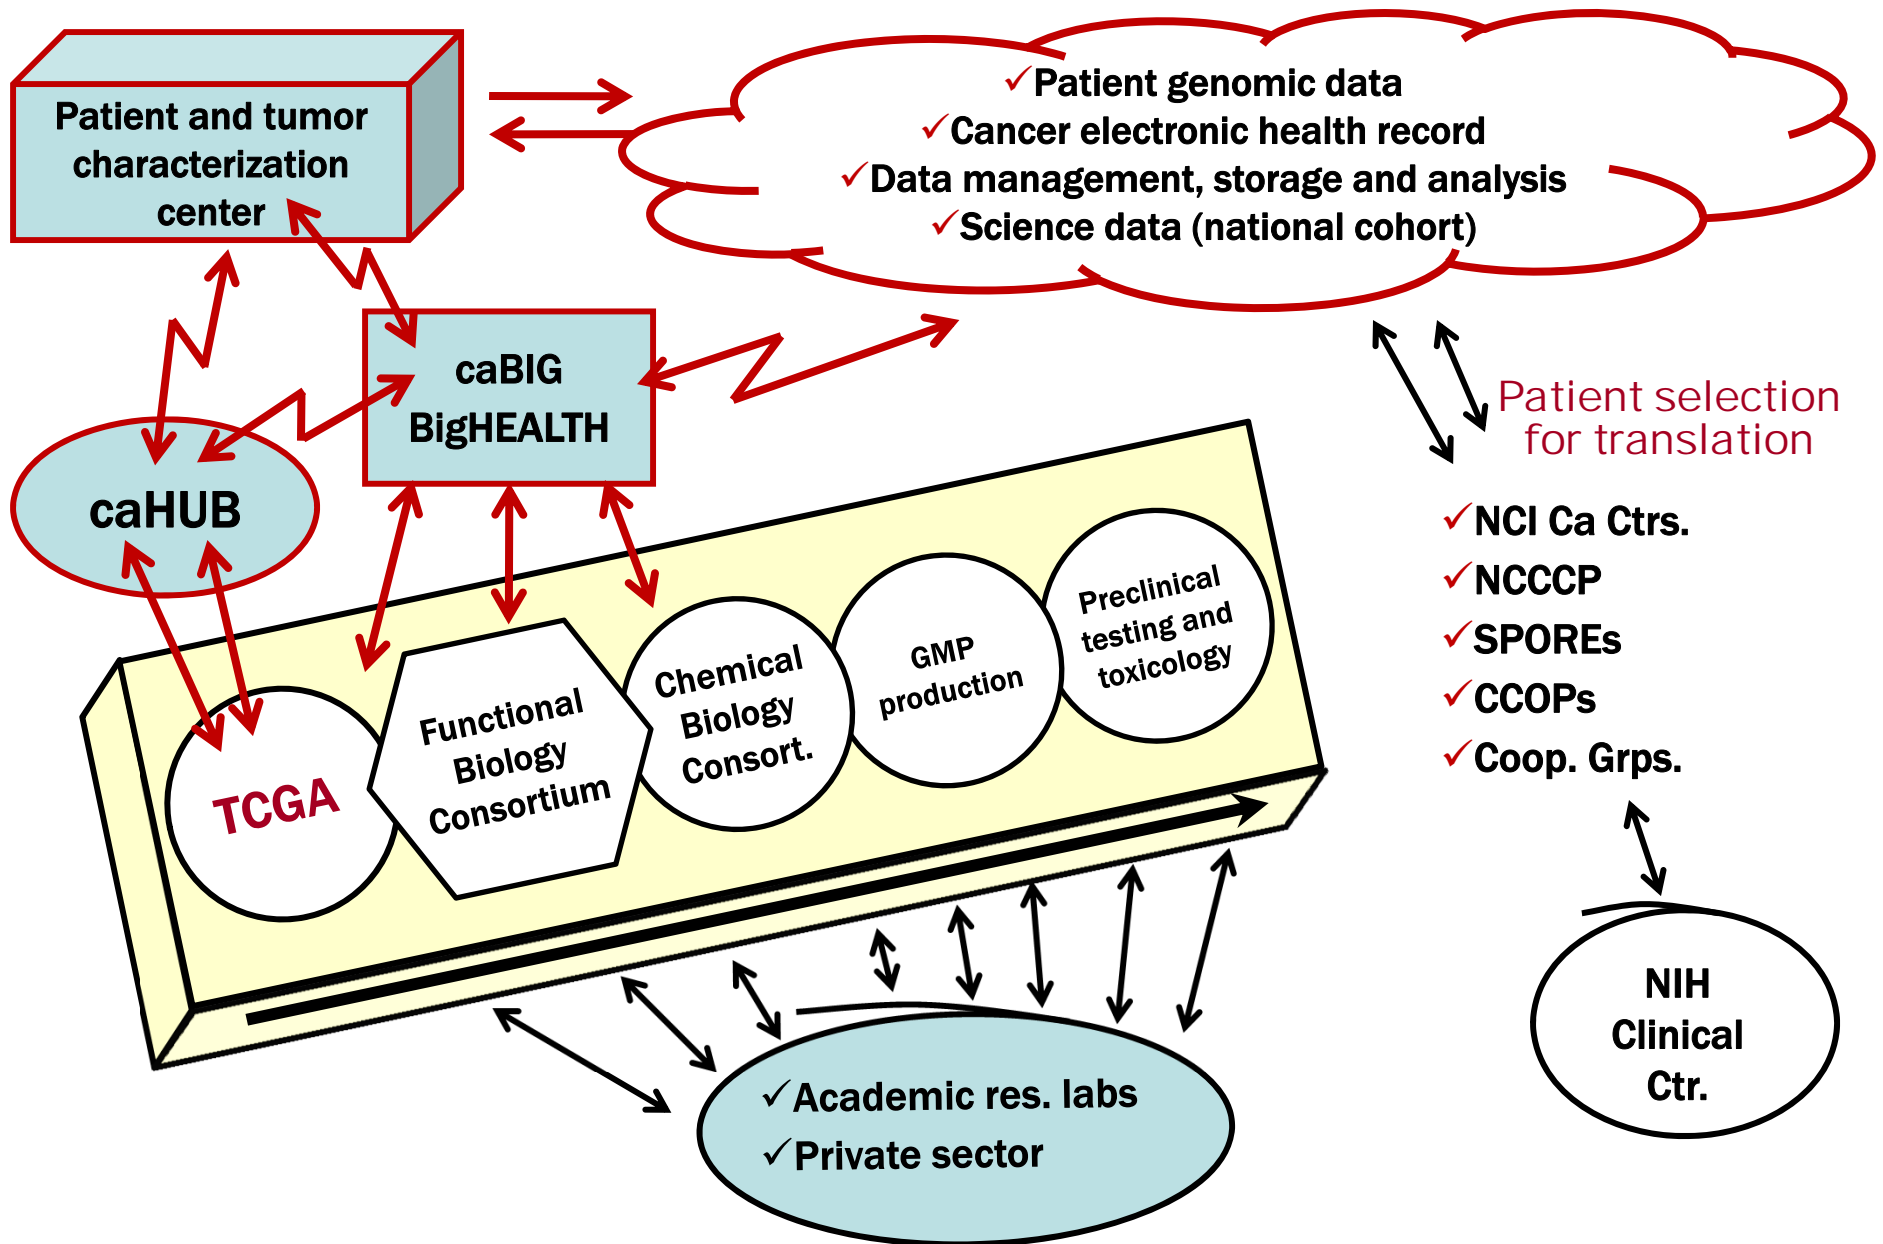 Patient and tumor
characterization
center
✓Patient genomic data
✓Cancer electronic health record
✓Data management, storage and analysis
✓Science data (national cohort)
caBIG
BigHEALTH
caHUB
Patient selection
for translation
✓NCI Ca Ctrs.
✓NCCCP
✓SPOREs
✓CCOPs
✓Coop. Grps.
TCGA
Functional
Biology
Consortium
Chemical
Biology
Consort.
GMP
production
Preclinical
testing and
toxicology
NIH
Clinical
Ctr.
✓Academic res. labs
✓Private sector